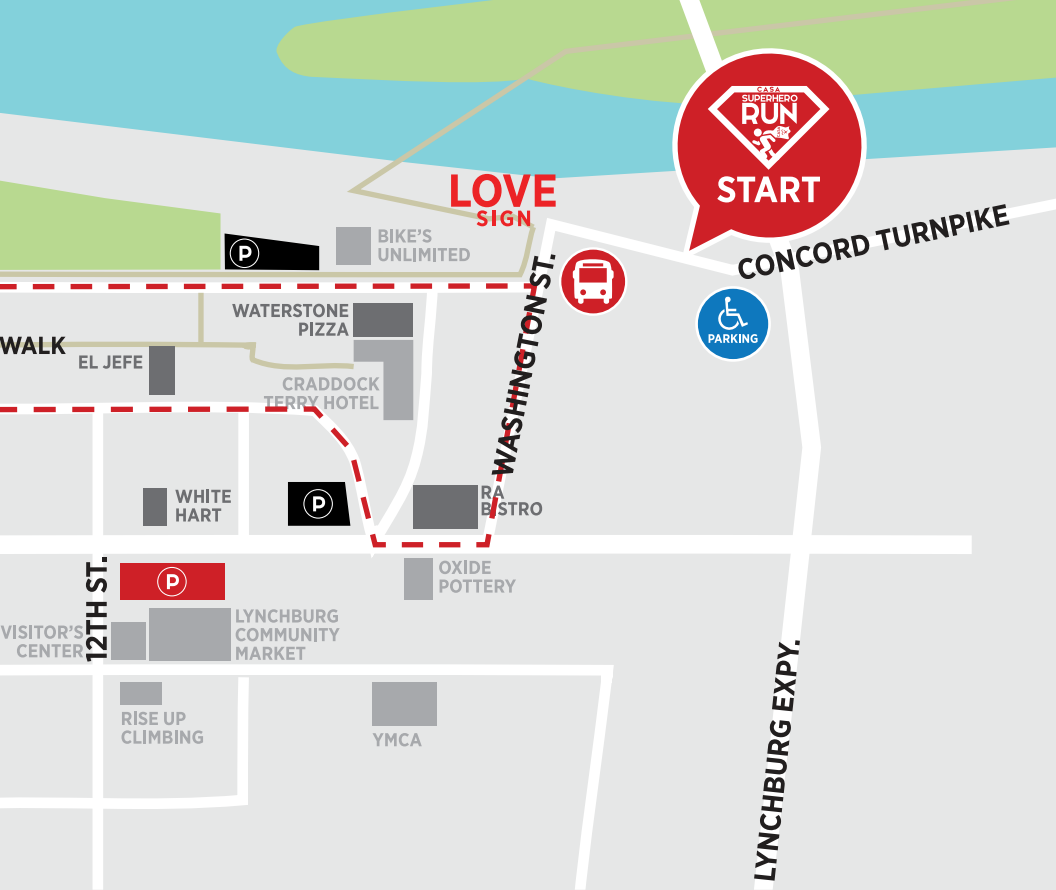 CASA
SUPERHERO
RUN
START
LOVE
SIGN
CONCORD TURNPIKE
P
BIKE'S
UNLIMITED
WASHINGTON ST.
WATERSTONE
PIZZA
PARKING
WALK
EL JEFE
CRADDOCK
TERRY HOTEL
WHITE
HART
P
RA
BISTRO
12TH ST.
P
OXIDE
POTTERY
VISITOR'S
CENTER
LYNCHBURG
COMMUNITY
MARKET
RISE UP
CLIMBING
YMCA
LYNCHBURG EXPY.